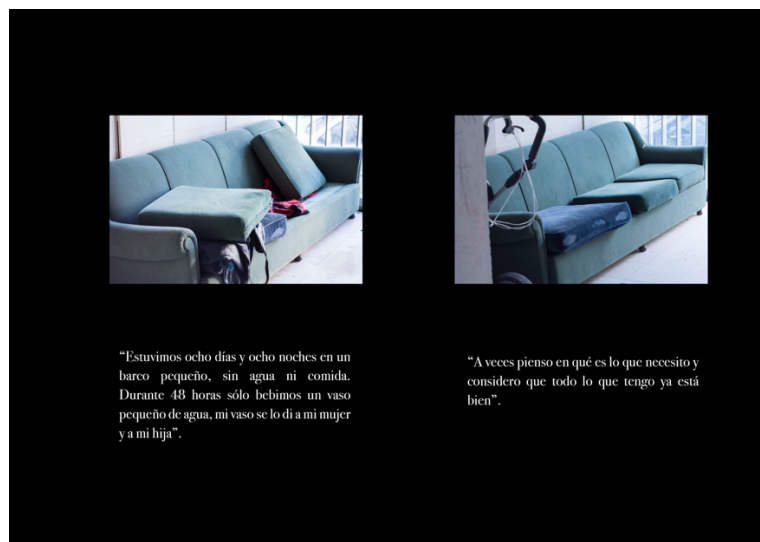 “Estuvimos ocho días y ocho noches en un
barco pequeño, sin agua ni comida.
Durante 48 horas sólo bebimos un vaso
pequeño de agua, mi vaso se lo di a mi mujer
y a mi hija”.
“A veces pienso en qué es lo que necesito y
considero que todo lo que tengo ya está
bien”.